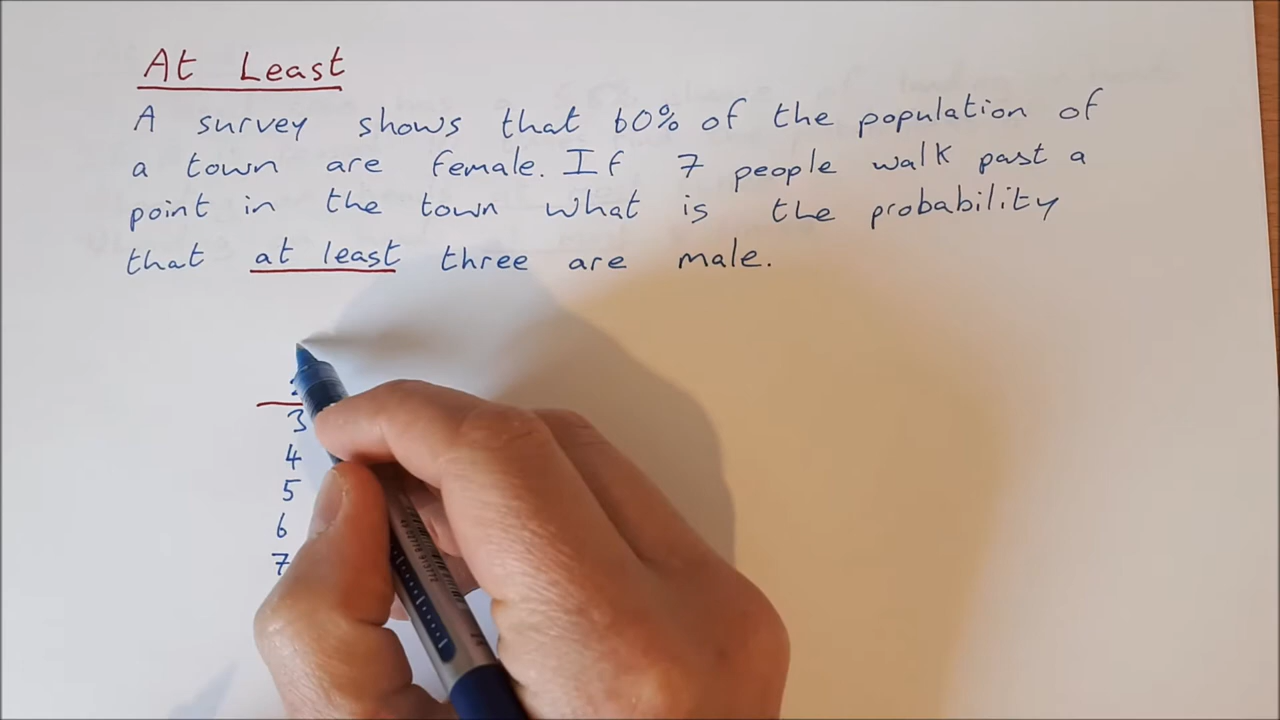 At Least
A survey shows that 60% of the population of
a town are female. If 7 people walk past a
point in the town what is the probability
that at least three are male.
3
4
5
6
7